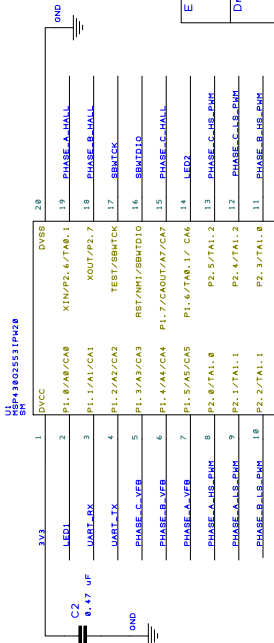 U1
MSP430G2553IPW20
SM
3V3
1
DVCC
DVSS
20
GND
LED1
2
P1.0/A0/CA0
XIN/P2.6/TA0.1
19
PHASE_A_HALL
UART_RX
3
P1.1/A1/CA1
XOUT/P2.7
18
PHASE_B_HALL
UART_TX
4
P1.2/A2/CA2
TEST/SBWTCK
17
SBWTCK
PHASE_C_VFB
5
P1.3/A3/CA3
RST/NMI/SBWTDIO
16
SBWTDIO
PHASE_B_VFB
6
P1.4/A4/CA4
P1.7/CAOUT/A7/CA7
15
PHASE_C_HALL
PHASE_A_VFB
7
P1.5/A5/CA5
P1.6/TA0.1/ CA6
14
LED2
PHASE_A_HS_PWM
8
P2.0/TA1.0
P2.5/TA1.2
13
PHASE_C_HS_PWM
PHASE_A_LS_PWM
9
P2.1/TA1.1
P2.4/TA1.2
12
PHASE_C_LS_PWM
PHASE_B_LS_PWM
10
P2.2/TA1.1
P2.3/TA1.0
11
PHASE_B_HS_PWM
C2
0.47 uF
GND
E